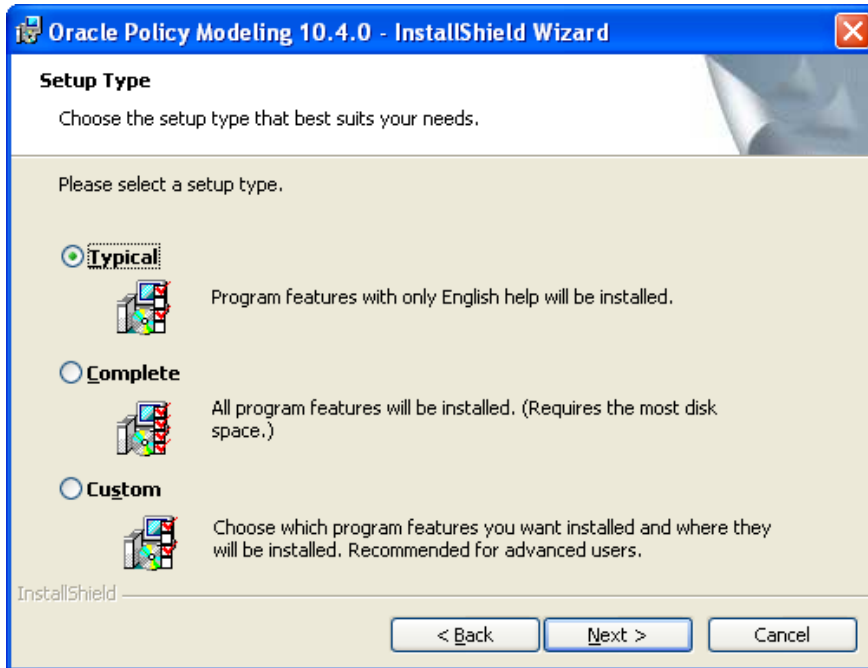 Oracle Policy Modeling 10.4.0 - InstallShield Wizard
Setup Type
Choose the setup type that best suits your needs.
Please select a setup type.
Typical
Program features with only English help will be installed.
Complete
All program features will be installed. (Requires the most disk
space.)
Custom
Choose which program features you want installed and where they
will be installed. Recommended for advanced users.
InstallShield
< Back
Next >
Cancel